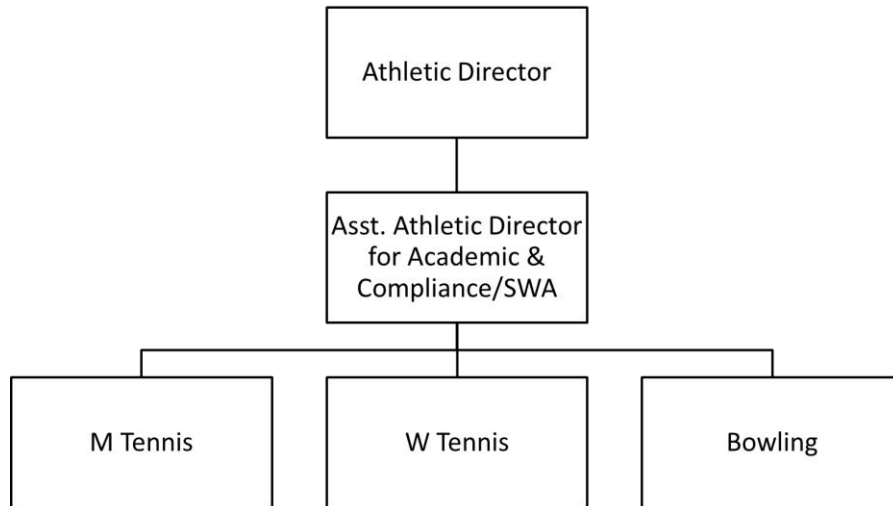 Athletic Director
Asst. Athletic Director
for Academic &
Compliance/SWA
M Tennis
W Tennis
Bowling